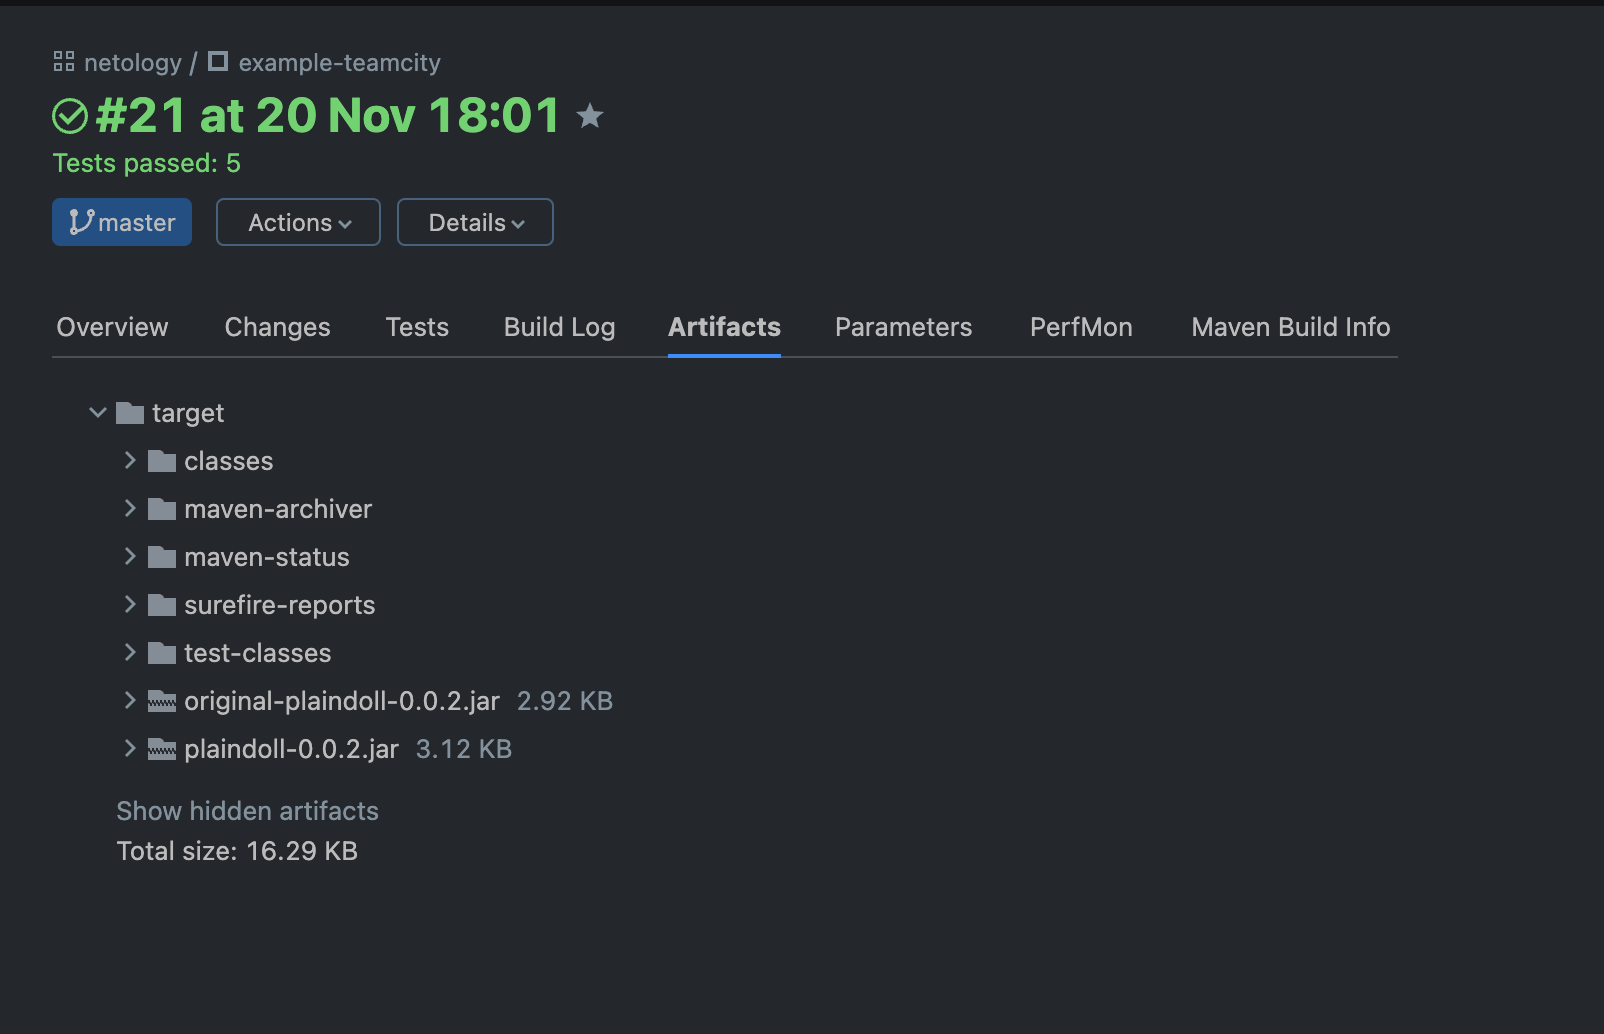 netology / example-teamcity
#21 at 20 Nov 18:01
Tests passed: 5
master Actions Details
Overview Changes Tests Build Log Artifacts Parameters PerfMon Maven Build Info
target
classes
maven-archiver
maven-status
surefire-reports
test-classes
original-plaindoll-0.0.2.jar 2.92 KB
plaindoll-0.0.2.jar 3.12 KB
Show hidden artifacts
Total size: 16.29 KB